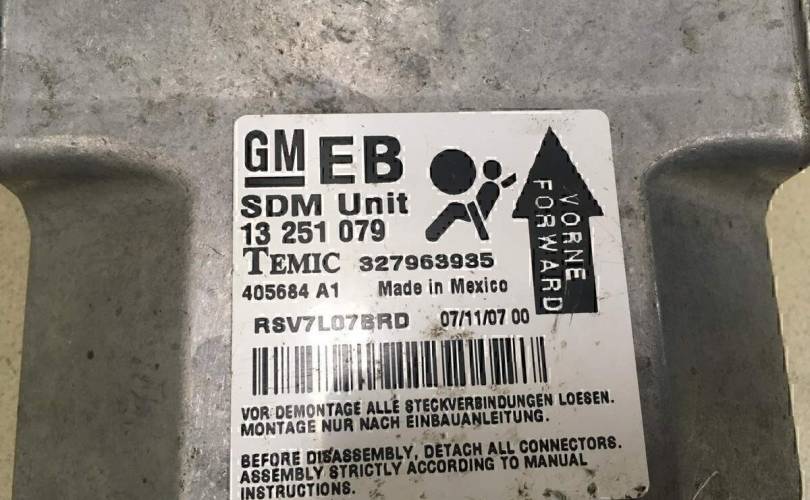 GM EB
SDM Unit
13 251 079
TEMIC 327963935
405684 A1 Made in Mexico
RSV7L07BRD 07/11/07 00
VORNE
FORWARD
VOR DEMONTAGE ALLE STECKVERBINDUNGEN LOESEN.
MONTAGE NUR NACH EINBAUANLEITUNG.
BEFORE DISASSEMBLY, DETACH ALL CONNECTORS.
ASSEMBLY STRICTLY ACCORDING TO MANUAL
INSTRUCTIONS.